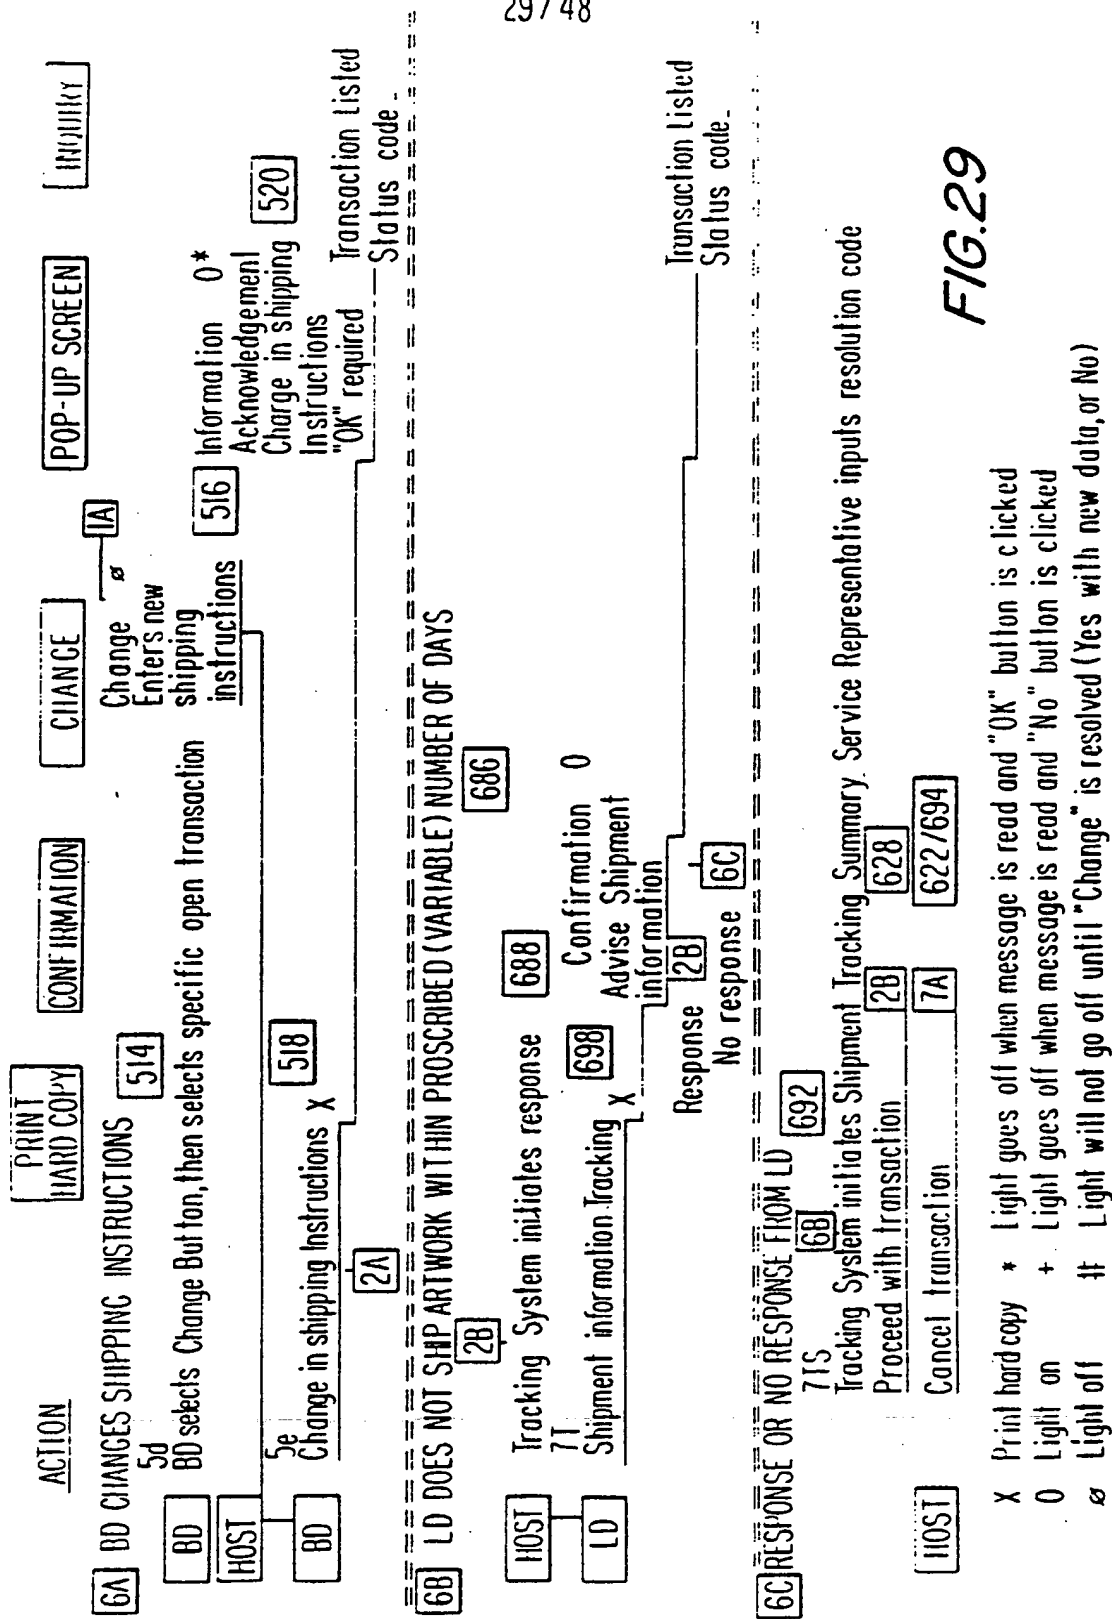 29/48
ACTION
PRINT
HARD COPY
CONFIRMATION
CHANGE
POP-UP SCREEN
INQUIRY
6A BD CHANGES SHIPPING INSTRUCTIONS
514
5d
BD BD selects Change Button, then selects specific open transaction
Change ø
1A
Enters new
shipping
instructions
516
Information O*
Acknowledgement
Charge in shipping
Instructions
"OK" required
520
HOST
5e
518
BD Change in shipping Instructions X
2A
Transaction Listed
Status code -
6B LD DOES NOT SHIP ARTWORK WITHIN PROSCRIBED (VARIABLE) NUMBER OF DAYS
2B
686
HOST Tracking System initiates response
688
7T
LD Shipment information Tracking X
698
Confirmation O
Advise Shipment
information
Response 2B
No response 6C
Transaction Listed
Status code -
6C RESPONSE OR NO RESPONSE FROM LD
692
7TS
6B
Tracking System initiates Shipment Tracking Summary. Service Representative inputs resolution code
Proceed with transaction 2B
628
HOST Cancel transaction 7A
622/694
X Print hard copy * Light goes off when message is read and "OK" button is clicked
O Light on + Light goes off when message is read and "No" button is clicked
ø Light off # Light will not go off until "Change" is resolved (Yes with new data, or No)
FIG.29